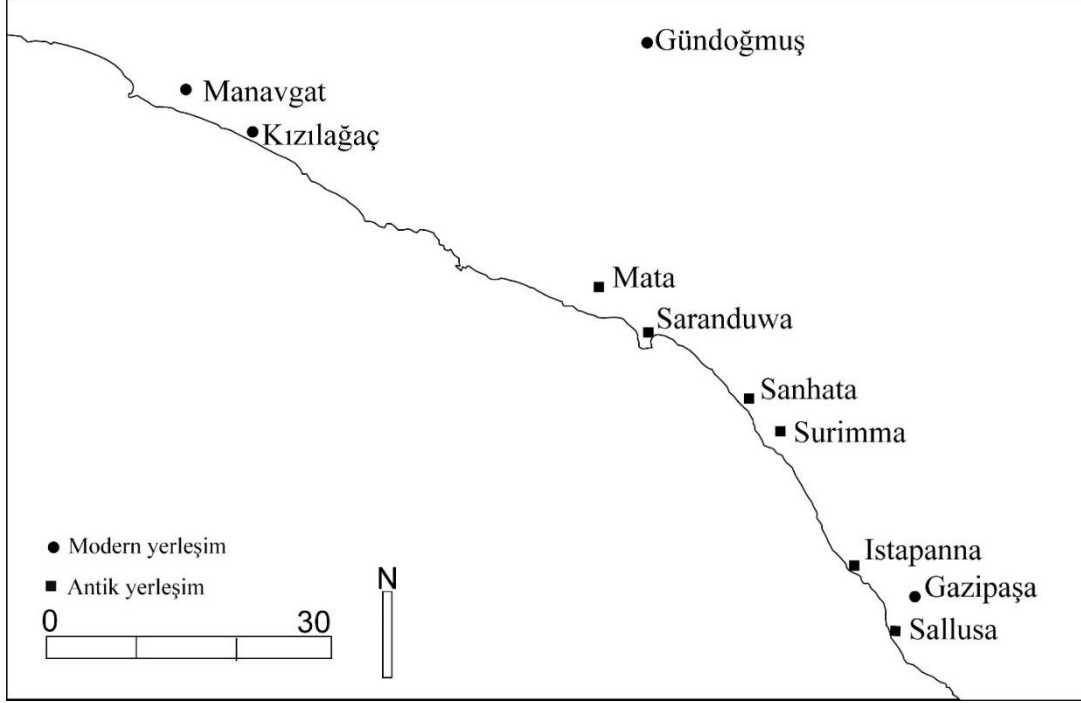 Gündoğmuş
Manavgat
Kızılağaç
Mata
Saranduwa
Sanhata
Surimma
Istapanna
Gazipaşa
Sallusa
Modern yerleşim
Antik yerleşim
0 30
N